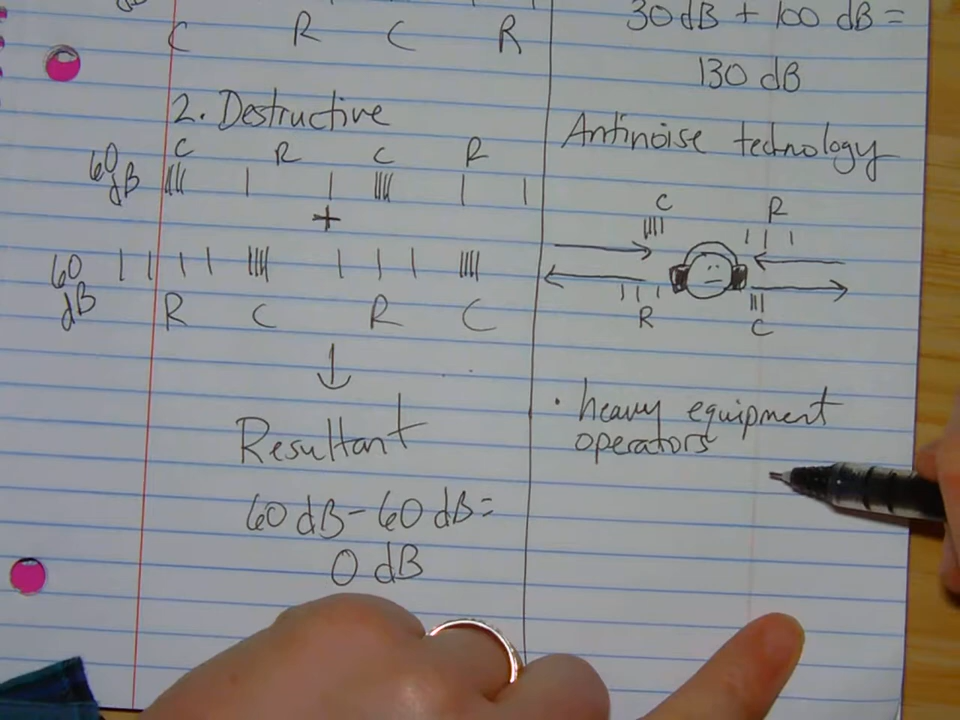 C R C R
30 dB + 100 dB =
130 dB
2. Destructive
C R C R
60 dB
+
60 dB
R C R C
Resultant
60 dB - 60 dB =
0 dB
Antinoise technology
C R
R C
• heavy equipment
operators